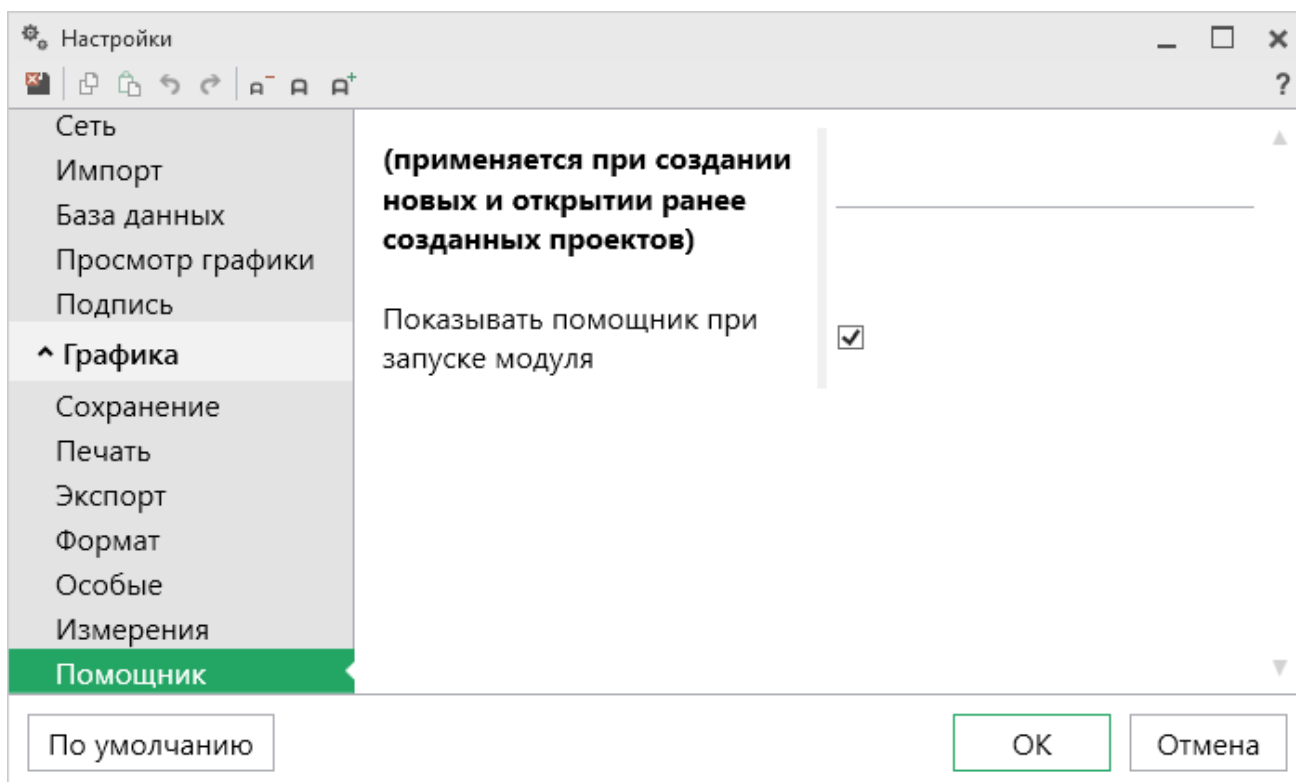 Настройки
?
Сеть
Импорт
База данных
Просмотр графики
Подпись
Графика
Сохранение
Печать
Экспорт
Формат
Особые
Измерения
Помощник
(применяется при создании
новых и открытии ранее
созданных проектов)
Показывать помощник при
запуске модуля
По умолчанию
ОК
Отмена